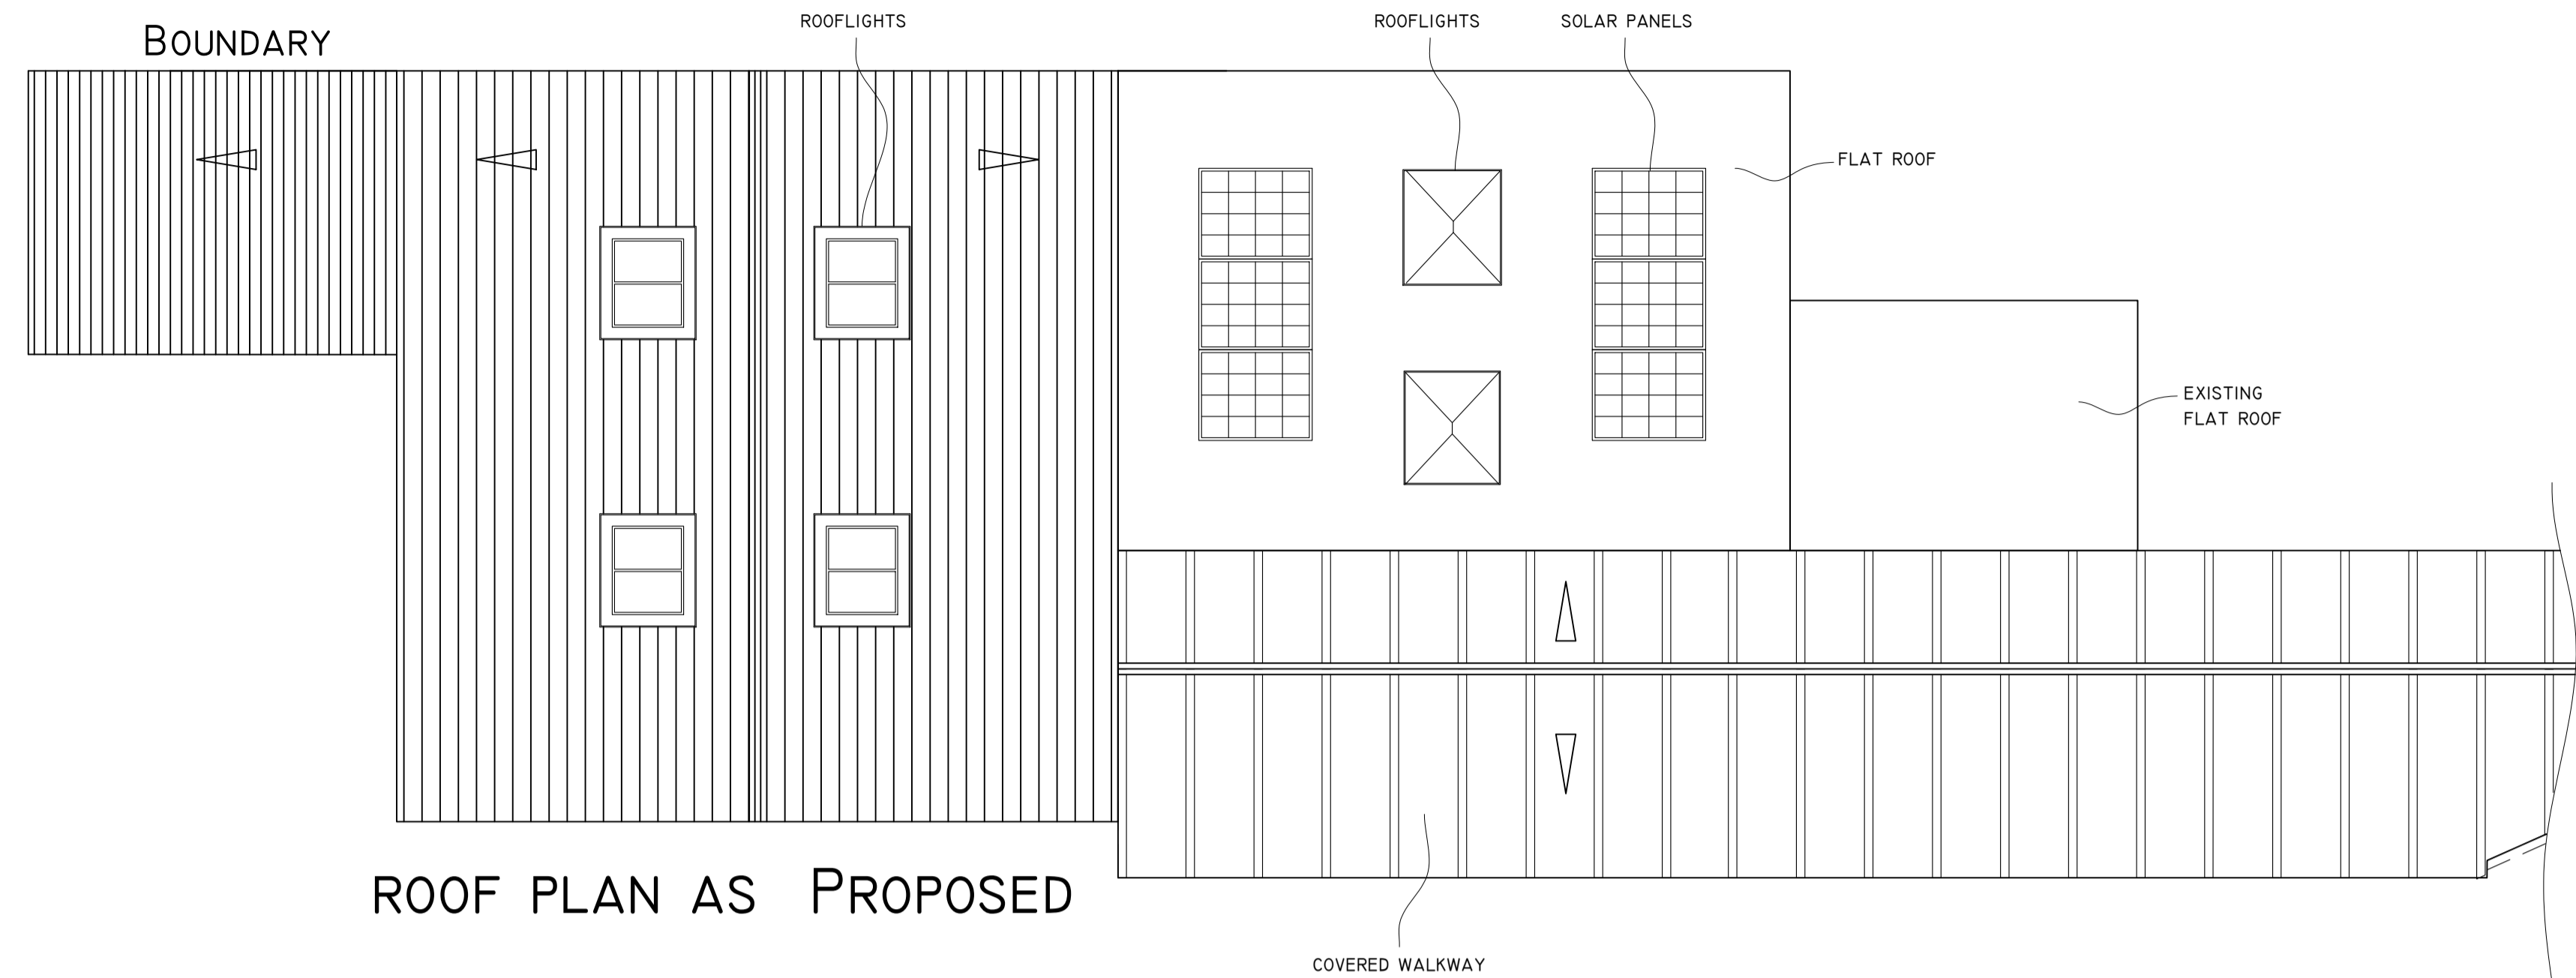 BOUNDARY
ROOFLIGHTS
ROOFLIGHTS
SOLAR PANELS
FLAT ROOF
EXISTING
FLAT ROOF
ROOF PLAN AS PROPOSED
COVERED WALKWAY